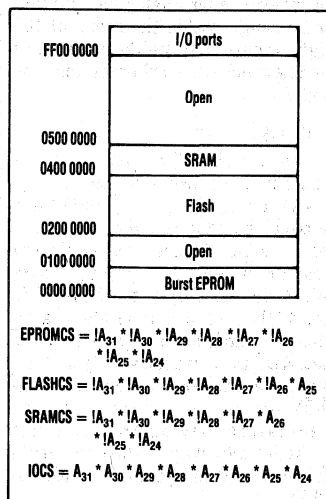 I/O ports
FF00 0000
Open
0500 0000
SRAM
0400 0000
Flash
0200 0000
Open
0100 0000
Burst EPROM
0000 0000
EPROMCS = !A31 * !A30 * !A29 * !A28 * !A27 * !A26
* !A25 * !A24
FLASHCS = !A31 * !A30 * !A29 * !A28 * !A27 * !A26 * A25
SRAMCS = !A31 * !A30 * !A29 * !A28 * !A27 * A26
* !A25 * !A24
IOCS = A31 * A30 * A29 * A28 * A27 * A26 * A25 * A24